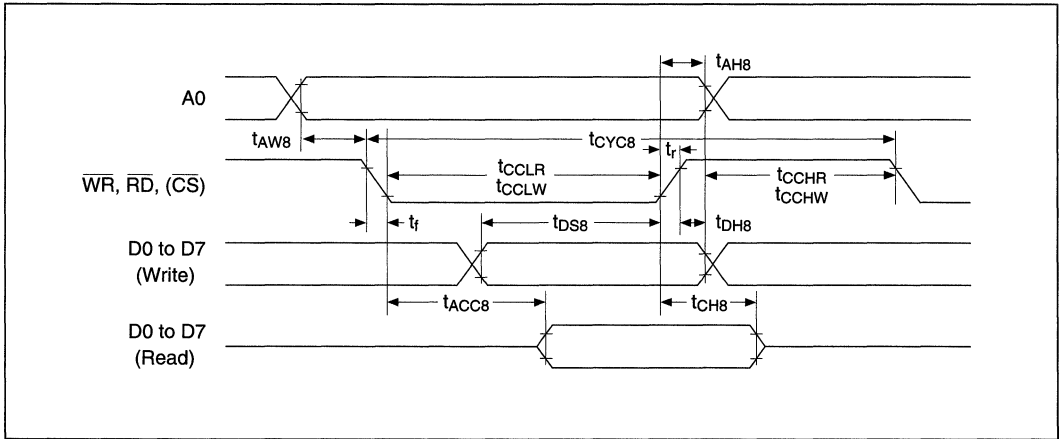 tAH8
A0
tAW8
tCYC8
tr
WR, RD, (CS)
tCCLR
tCCLW
tCCHR
tCCHW
tf
tDS8
tDH8
D0 to D7
(Write)
tACC8
tCH8
D0 to D7
(Read)